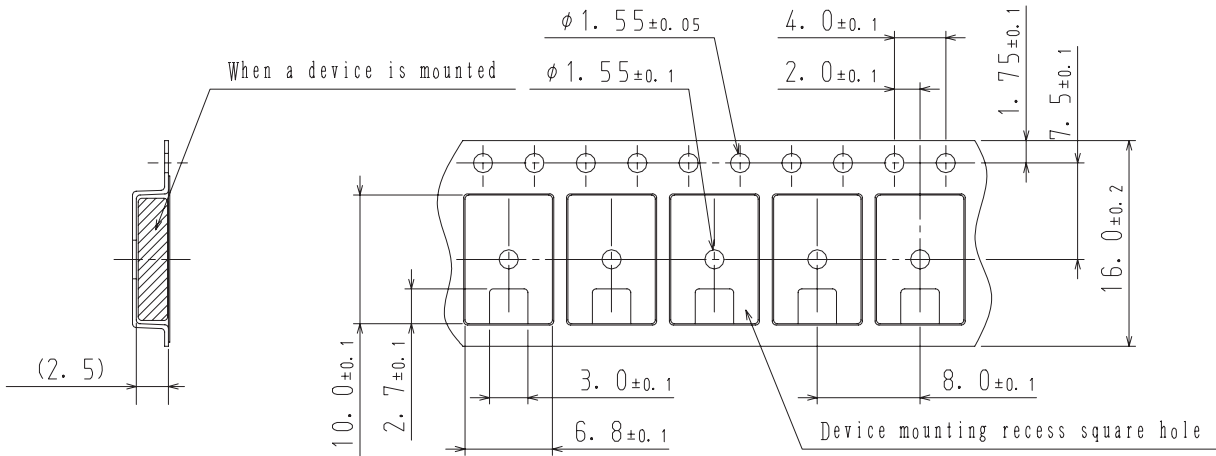 φ1.55±0.05
4.0±0.1
When a device is mounted
φ1.55±0.1
2.0±0.1
1.75±0.1
7.5±0.1
16.0±0.2
(2.5)
10.0±0.1
2.7±0.1
3.0±0.1
8.0±0.1
6.8±0.1
Device mounting recess square hole